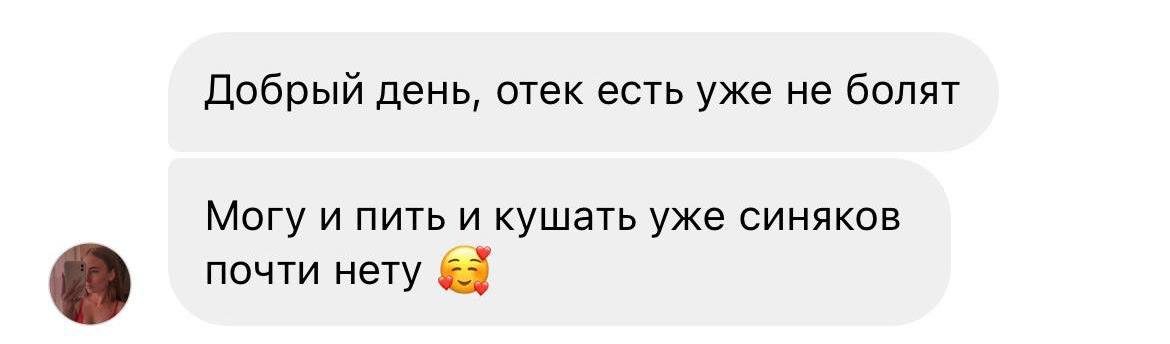 Добрый день, отек есть уже не болят
Могу и пить и кушать уже синяков
почти нету 🥰